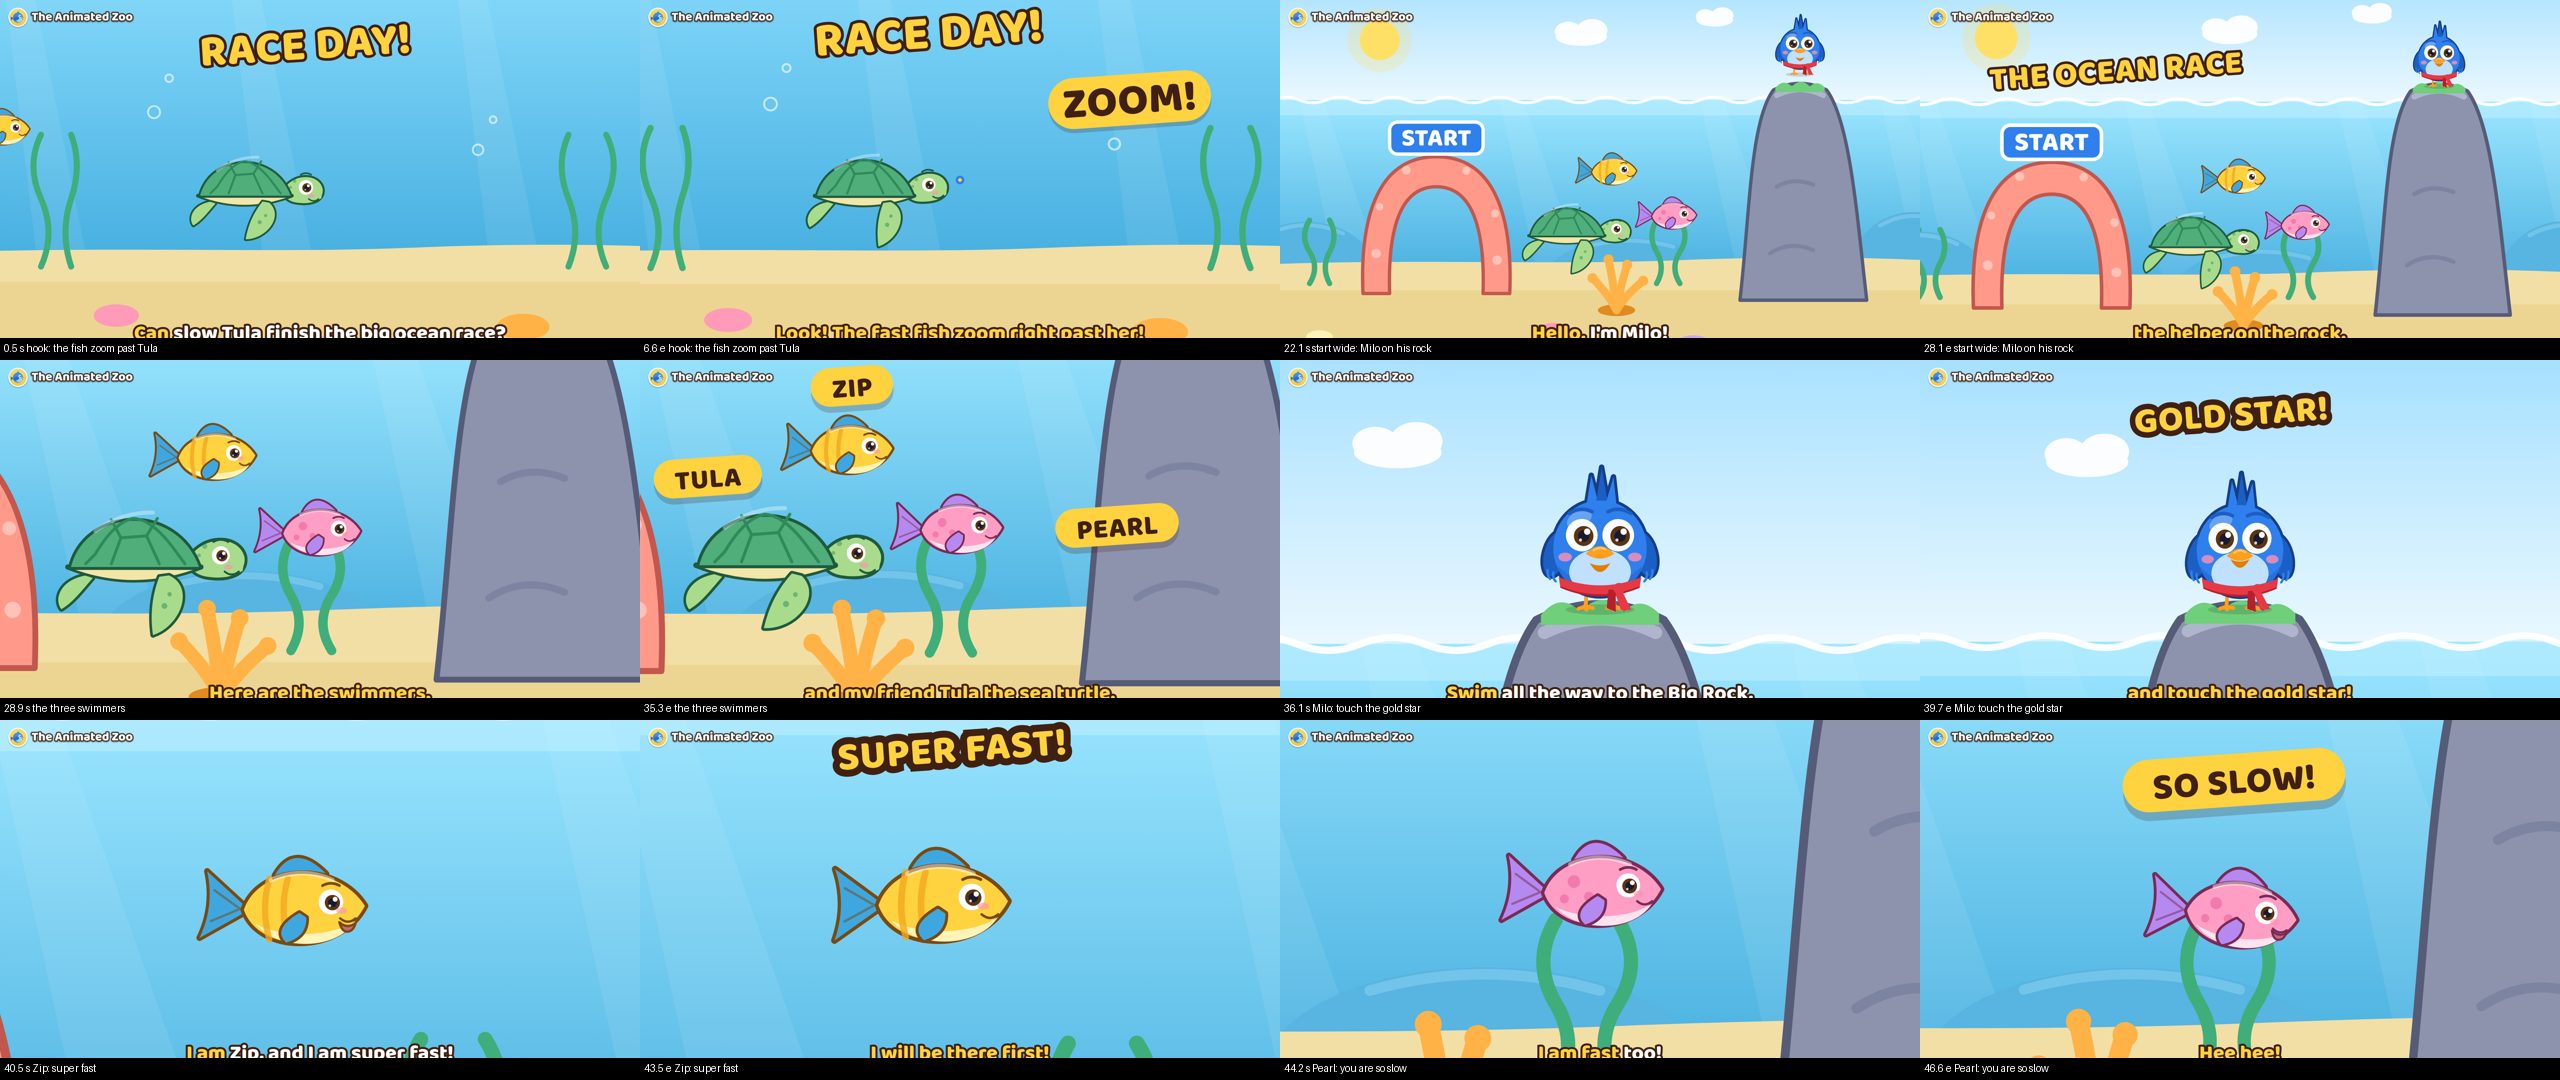 The Animated Zoo
RACE DAY!
Can slow Tula finish the big ocean race?
0.5 s hook: the fish zoom past Tula
The Animated Zoo
RACE DAY!
ZOOM!
Look! The fast fish zoom right past her!
6.6 e hook: the fish zoom past Tula
The Animated Zoo
START
Hello, I'm Milo!
22.1 s start wide: Milo on his rock
The Animated Zoo
THE OCEAN RACE
START
the helper on the rock.
28.1 e start wide: Milo on his rock
The Animated Zoo
Here are the swimmers.
28.9 s the three swimmers
The Animated Zoo
ZIP
TULA
PEARL
and my friend Tula the sea turtle.
35.3 e the three swimmers
The Animated Zoo
Swim all the way to the Big Rock,
36.1 s Milo: touch the gold star
The Animated Zoo
GOLD STAR!
and touch the gold star!
39.7 e Milo: touch the gold star
The Animated Zoo
I am Zip, and I am super fast!
40.5 s Zip: super fast
The Animated Zoo
SUPER FAST!
I will be there first!
43.5 e Zip: super fast
The Animated Zoo
I am fast too!
44.2 s Pearl: you are so slow
The Animated Zoo
SO SLOW!
Hee hee!
46.6 e Pearl: you are so slow